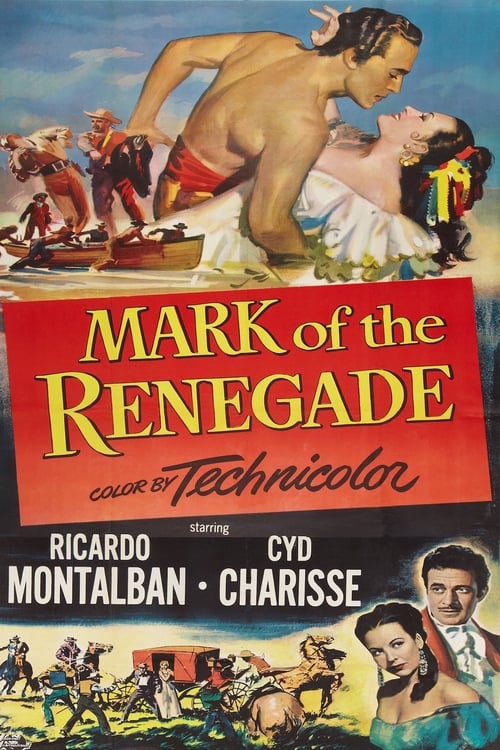 MARK of the
RENEGADE
COLOR BY Technicolor
starring
RICARDO
MONTALBAN •
CYD
CHARISSE